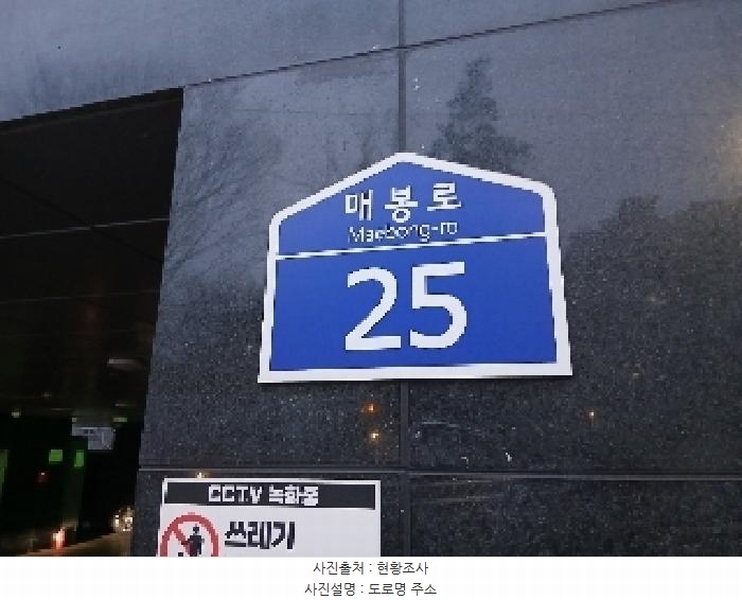 매봉로
Maebong-ro
25
CCTV 녹화중
쓰레기
사진출처 : 현황조사
사진설명 : 도로명 주소